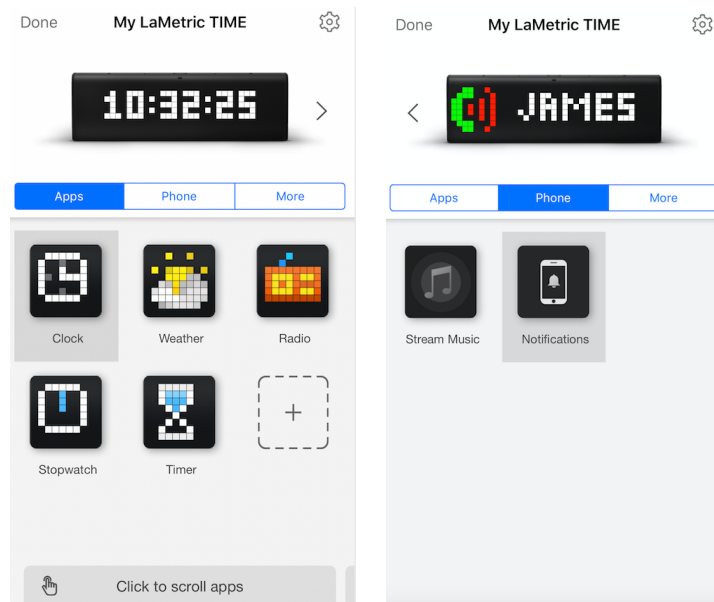 Done My LaMetric TIME
10:32:25
Apps Phone More
Clock Weather Radio
Stopwatch Timer
Click to scroll apps
Done My LaMetric TIME
JAMES
Apps Phone More
Stream Music Notifications